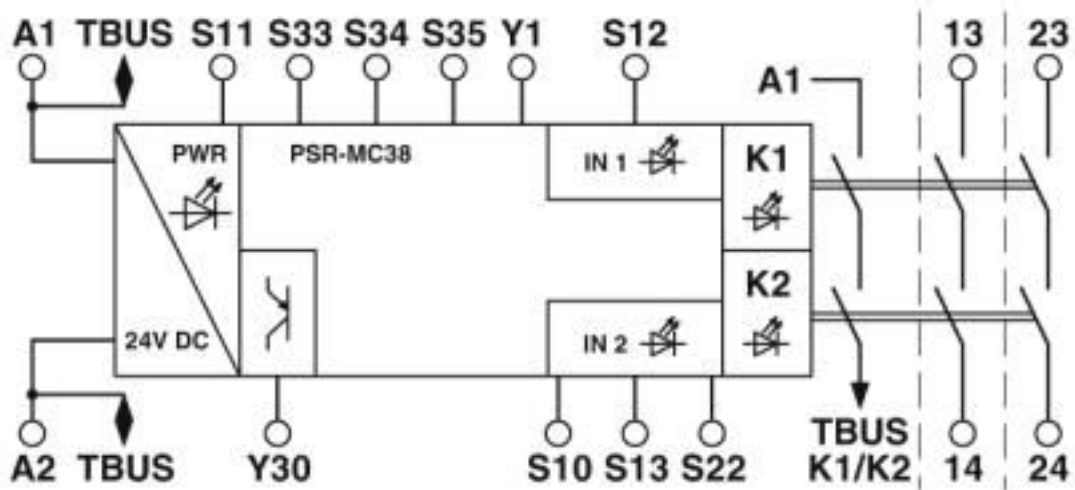 A1 TBUS S11 S33 S34 S35 Y1 S12 13 23
A1
PWR PSR-MC38 IN 1 K1
K2
24V DC IN 2
TBUS
A2 TBUS Y30 S10 S13 S22 K1/K2 14 24